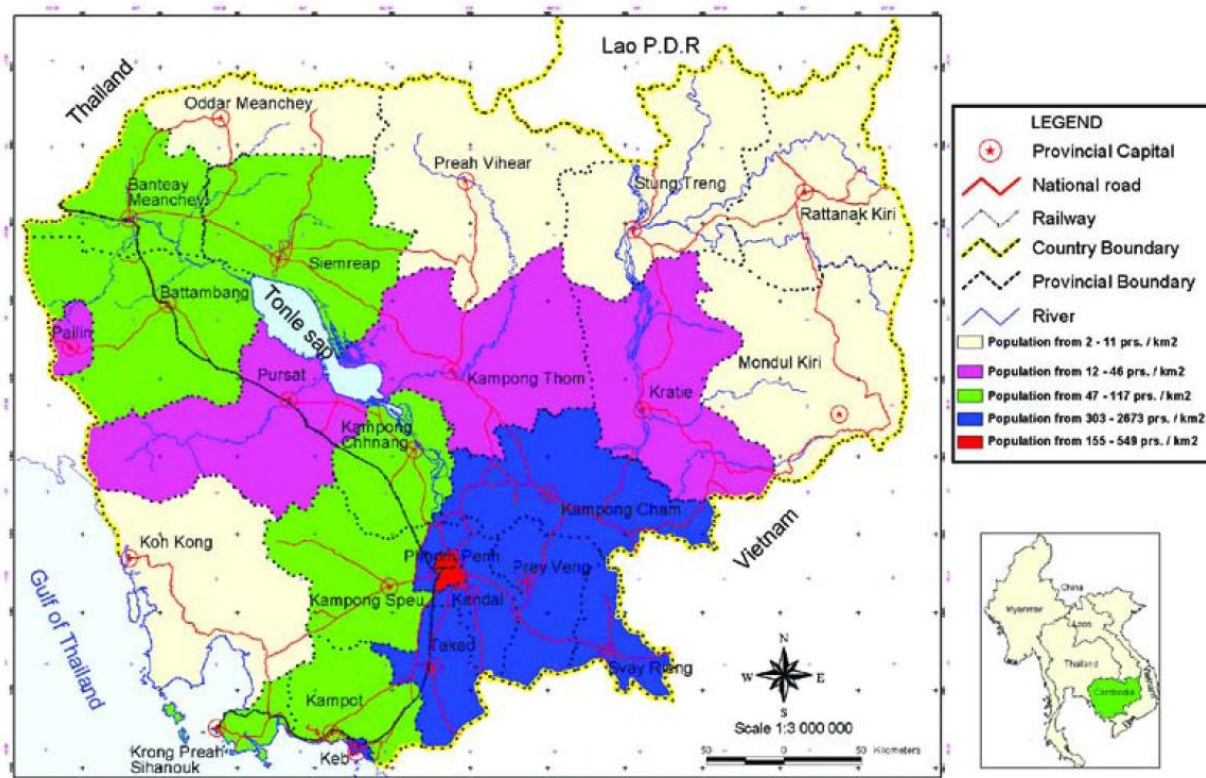 Lao P.D.R
Thailand
Oddar Meanchey
Preah Vihear
Stung Treng
Rattanak Kiri
Banteay
Meanchey
Siemreap
Battambang
Tonle sap
Pailin
Pursat
Kampong Thom
Kratie
Mondul Kiri
Kampong
Chhnang
Kampong Cham
Vietnam
Koh Kong
Phnom Penh
Prey Veng
Kampong Speu
Kandal
Gulf of Thailand
Takeo
Svay Rieng
Kampot
Krong Preah
Sihanouk
Keb
N
W
E
S
Scale 1:3 000 000
50
0
50
Kilometers
LEGEND
Provincial Capital
National road
Railway
Country Boundary
Provincial Boundary
River
Population from 2 - 11 prs. / km2
Population from 12 - 46 prs. / km2
Population from 47 - 117 prs. / km2
Population from 303 - 2673 prs. / km2
Population from 155 - 549 prs. / km2
China
Myanmar
Laos
Thailand
Cambodia